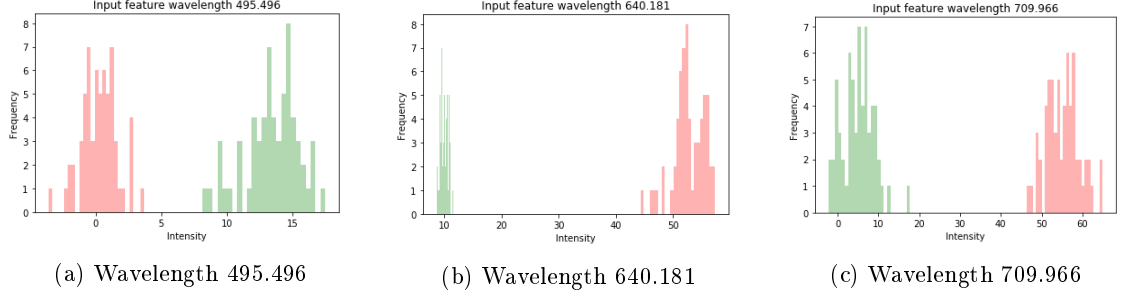 Input feature wavelength 495.496
Frequency
8
7
6
5
4
3
2
1
0
0 5 10 15
Intensity
(a) Wavelength 495.496
Input feature wavelength 640.181
Frequency
8
7
6
5
4
3
2
1
0
10 20 30 40 50
Intensity
(b) Wavelength 640.181
Input feature wavelength 709.966
Frequency
7
6
5
4
3
2
1
0
0 10 20 30 40 50 60
Intensity
(c) Wavelength 709.966